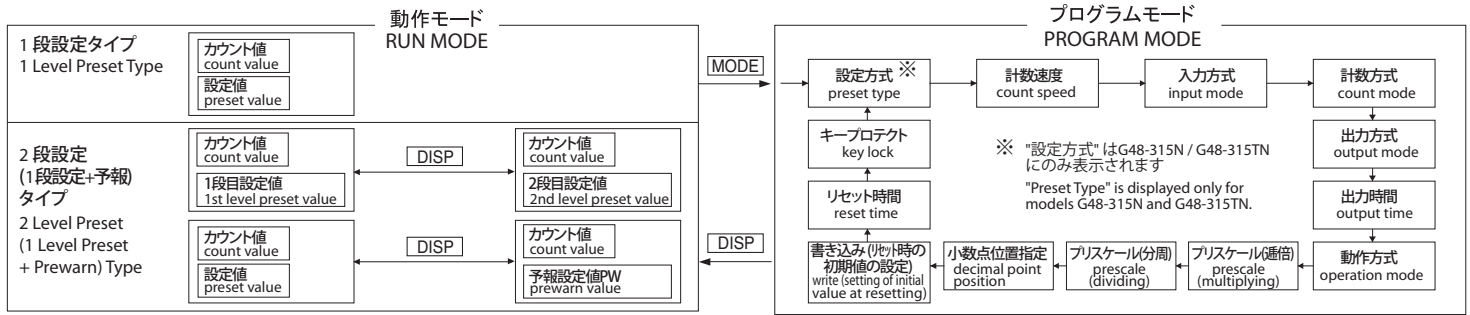 動作モード
RUN MODE
1 段設定タイプ
1 Level Preset Type
カウント値
count value
設定値
preset value
2 段設定
(1段設定+予報)
タイプ
2 Level Preset
(1 Level Preset
+ Prewarn) Type
カウント値
count value
1段目設定値
1st level preset value
DISP
カウント値
count value
2段目設定値
2nd level preset value
カウント値
count value
設定値
preset value
DISP
カウント値
count value
予報設定値PW
prewarn value
MODE
DISP
プログラムモード
PROGRAM MODE
設定方式 ※
preset type
計数速度
count speed
入力方式
input mode
計数方式
count mode
キープロテクト
key lock
※ "設定方式" はG48-315N / G48-315TN
にのみ表示されます
"Preset Type" is displayed only for
models G48-315N and G48-315TN.
出力方式
output mode
リセット時間
reset time
出力時間
output time
書き込み(リセット時の
初期値の設定)
write (setting of initial
value at resetting)
小数点位置指定
decimal point
position
プリスケール(分周)
prescale
(dividing)
プリスケール(逓倍)
prescale
(multiplying)
動作方式
operation mode